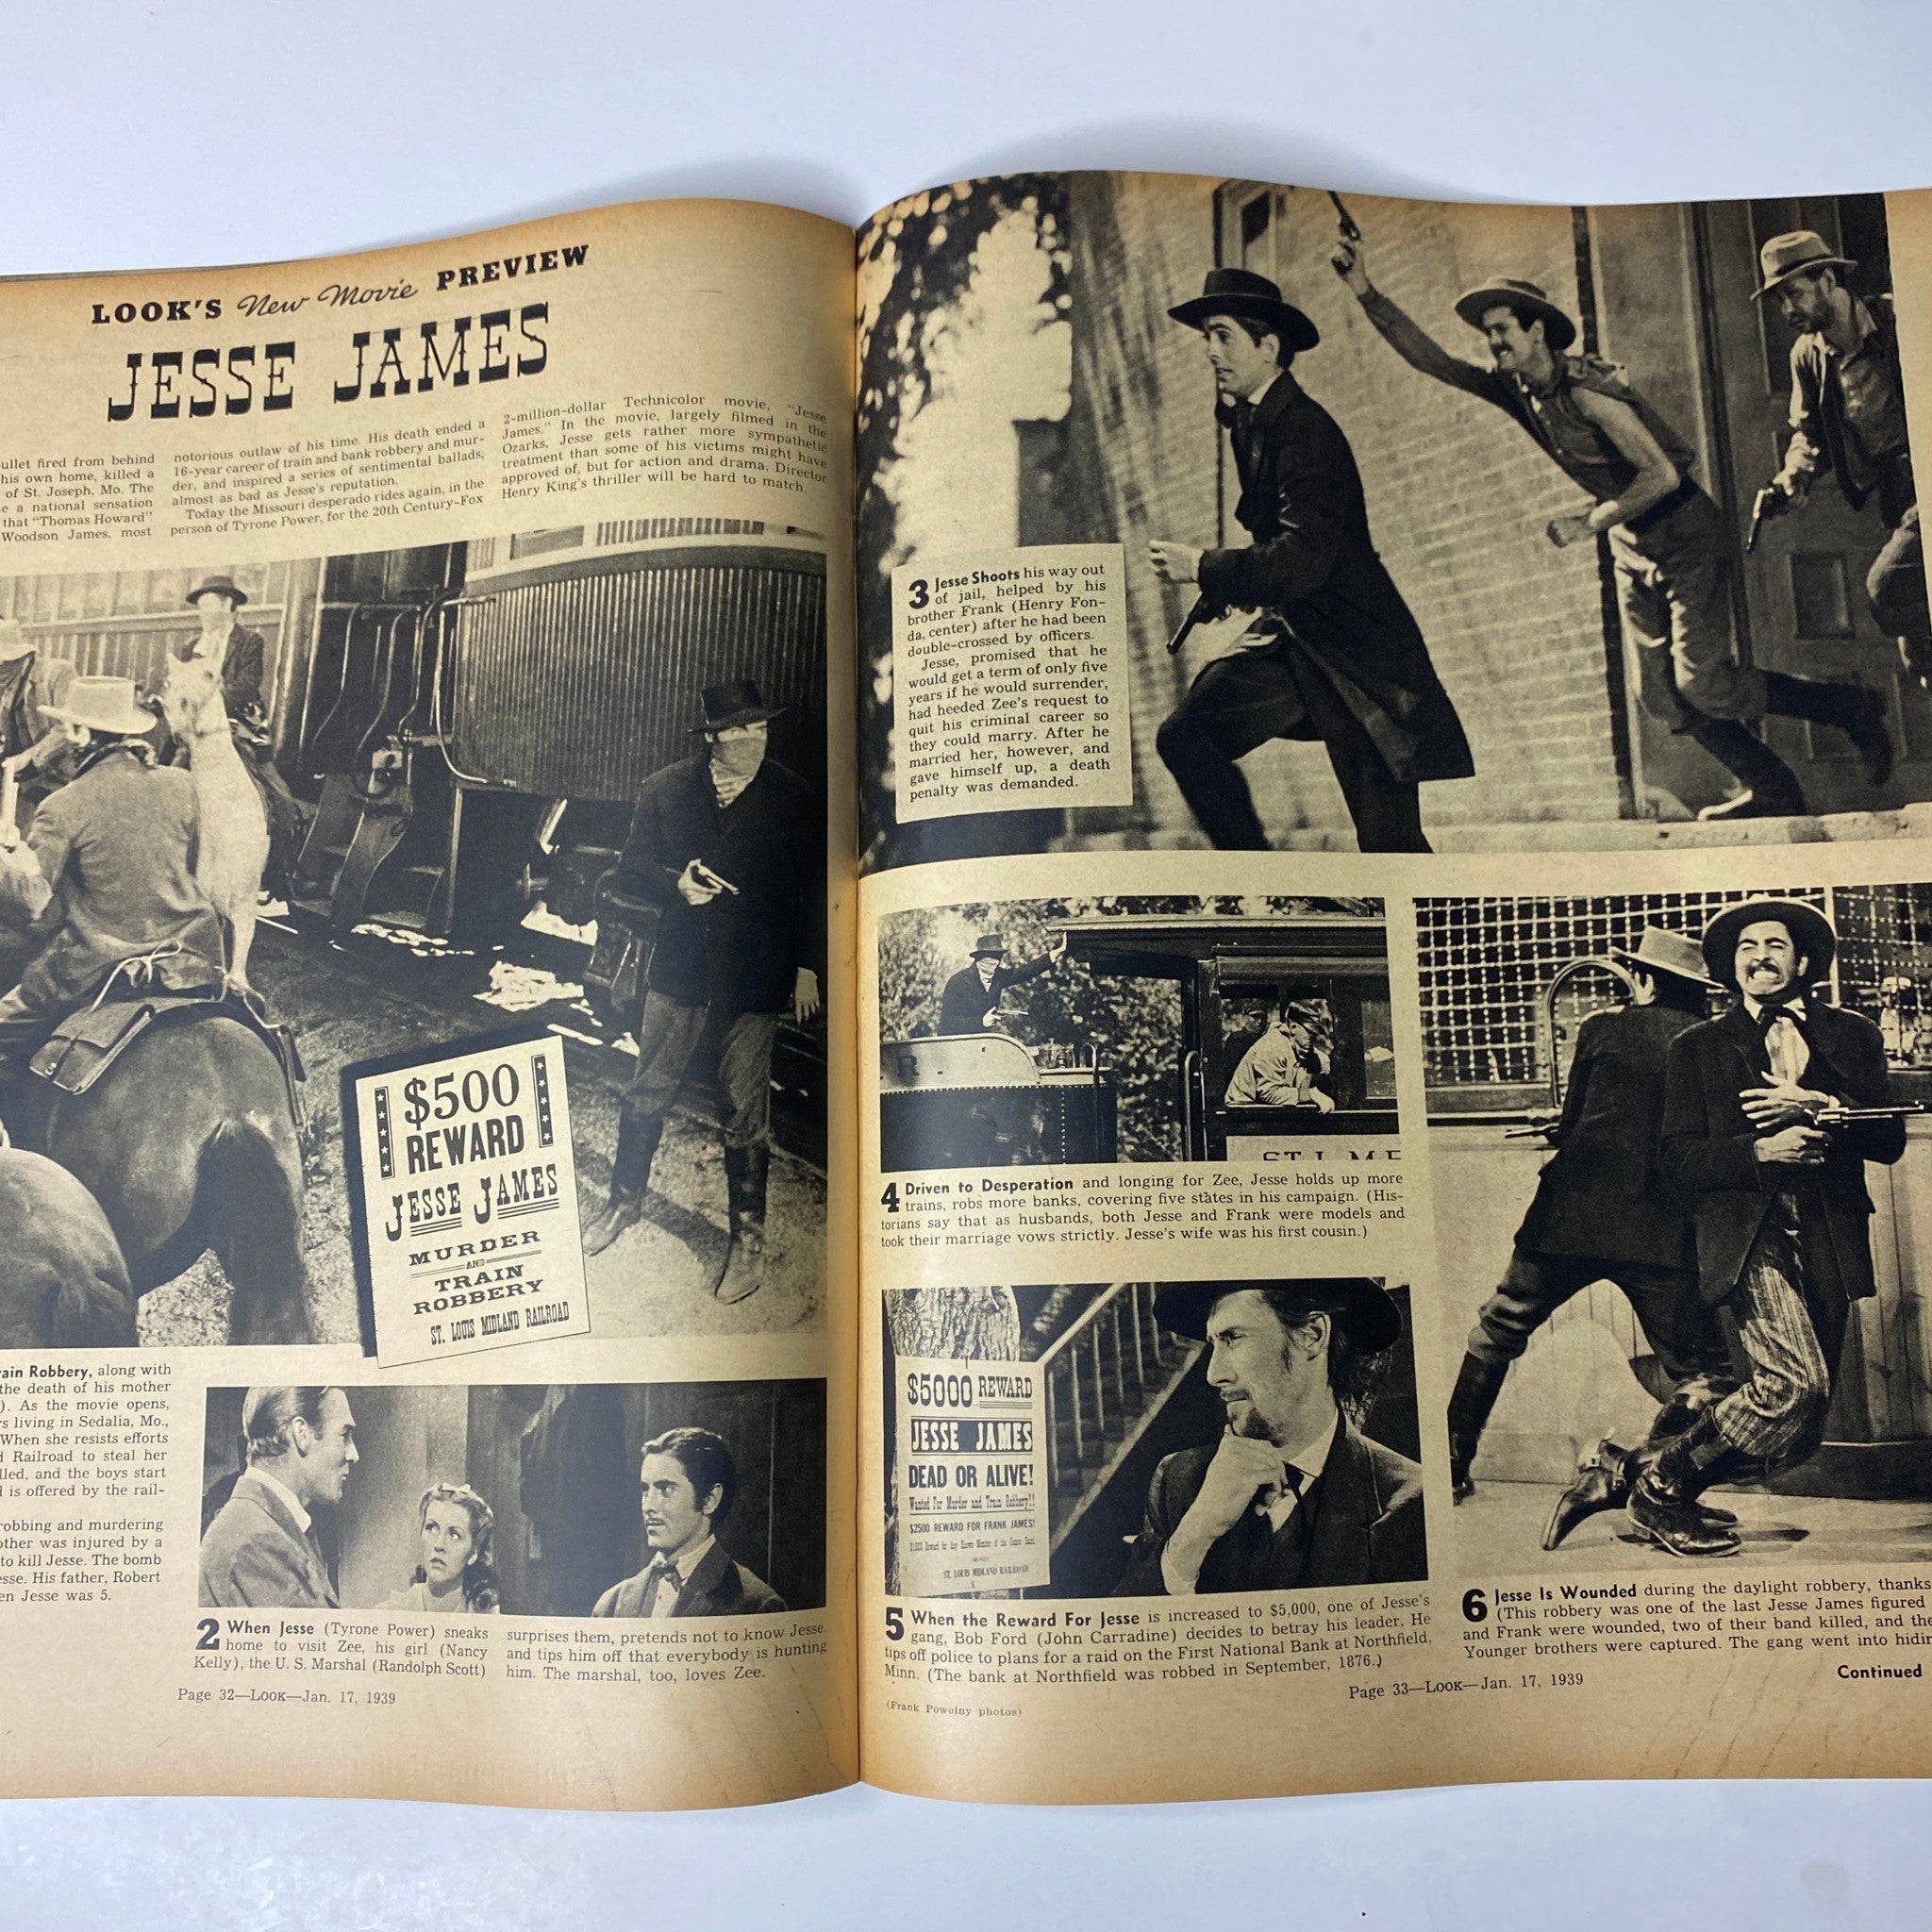 LOOK'S New Movie PREVIEW
JESSE JAMES
ullet fired from behind
his own home, killed a
of St. Joseph, Mo. The
e a national sensation
that "Thomas Howard"
Woodson James, most
notorious outlaw of his time. His death ended a
16-year career of train and bank robbery and mur-
der, and inspired a series of sentimental ballads,
almost as bad as Jesse's reputation.
Today the Missouri desperado rides again, in the
person of Tyrone Power, for the 20th Century-Fox
2-million-dollar Technicolor movie, "Jesse
James." In the movie, largely filmed in the
Ozarks, Jesse gets rather more sympathetic
treatment than some of his victims might have
approved of, but for action and drama, Director
Henry King's thriller will be hard to match.
$500
REWARD
JESSE JAMES
MURDER
AND
TRAIN
ROBBERY
ST. LOUIS MIDLAND RAILROAD
ain Robbery, along with
the death of his mother
). As the movie opens,
s living in Sedalia, Mo.,
When she resists efforts
d Railroad to steal her
lled, and the boys start
d is offered by the rail-
robbing and murdering
other was injured by a
to kill Jesse. The bomb
esse. His father, Robert
en Jesse was 5.
2 When Jesse (Tyrone Power) sneaks
home to visit Zee, his girl (Nancy
Kelly), the U. S. Marshal (Randolph Scott)
surprises them, pretends not to know Jesse,
and tips him off that everybody is hunting
him. The marshal, too, loves Zee.
Page 32—LOOK—Jan. 17, 1939
3 Jesse Shoots his way out
of jail, helped by his
brother Frank (Henry Fon-
da, center) after he had been
double-crossed by officers.
Jesse, promised that he
would get a term of only five
years if he would surrender,
had heeded Zee's request to
quit his criminal career so
they could marry. After he
married her, however, and
gave himself up, a death
penalty was demanded.
R.
ST. L. M E
4 Driven to Desperation and longing for Zee, Jesse holds up more
trains, robs more banks, covering five states in his campaign. (His-
torians say that as husbands, both Jesse and Frank were models and
took their marriage vows strictly. Jesse's wife was his first cousin.)
$5000 REWARD
JESSE JAMES
DEAD OR ALIVE!
Wanted For Murder and Train Robbery!!
$2500 REWARD FOR FRANK JAMES!
$1000 Reward for Any Known Member of the James Band.
ST. LOUIS MIDLAND RAILROAD
5 When the Reward For Jesse is increased to $5,000, one of Jesse's
gang, Bob Ford (John Carradine) decides to betray his leader. He
tips off police to plans for a raid on the First National Bank at Northfield,
Minn. (The bank at Northfield was robbed in September, 1876.)
(Frank Powolny photos)
6 Jesse Is Wounded during the daylight robbery, thanks
(This robbery was one of the last Jesse James figured
and Frank were wounded, two of their band killed, and the
Younger brothers were captured. The gang went into hidin
Continued
Page 33—LOOK—Jan. 17, 1939